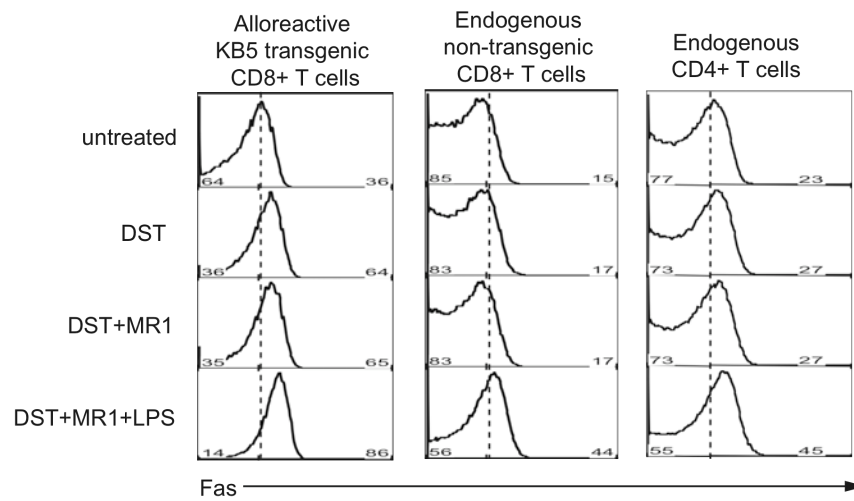 Alloreactive
KB5 transgenic
CD8+ T cells
Endogenous
non-transgenic
CD8+ T cells
Endogenous
CD4+ T cells
untreated
64 36
85 15
77 23
DST
36 64
83 17
73 27
DST+MR1
35 65
83 17
73 27
DST+MR1+LPS
14 86
56 44
55 45
Fas